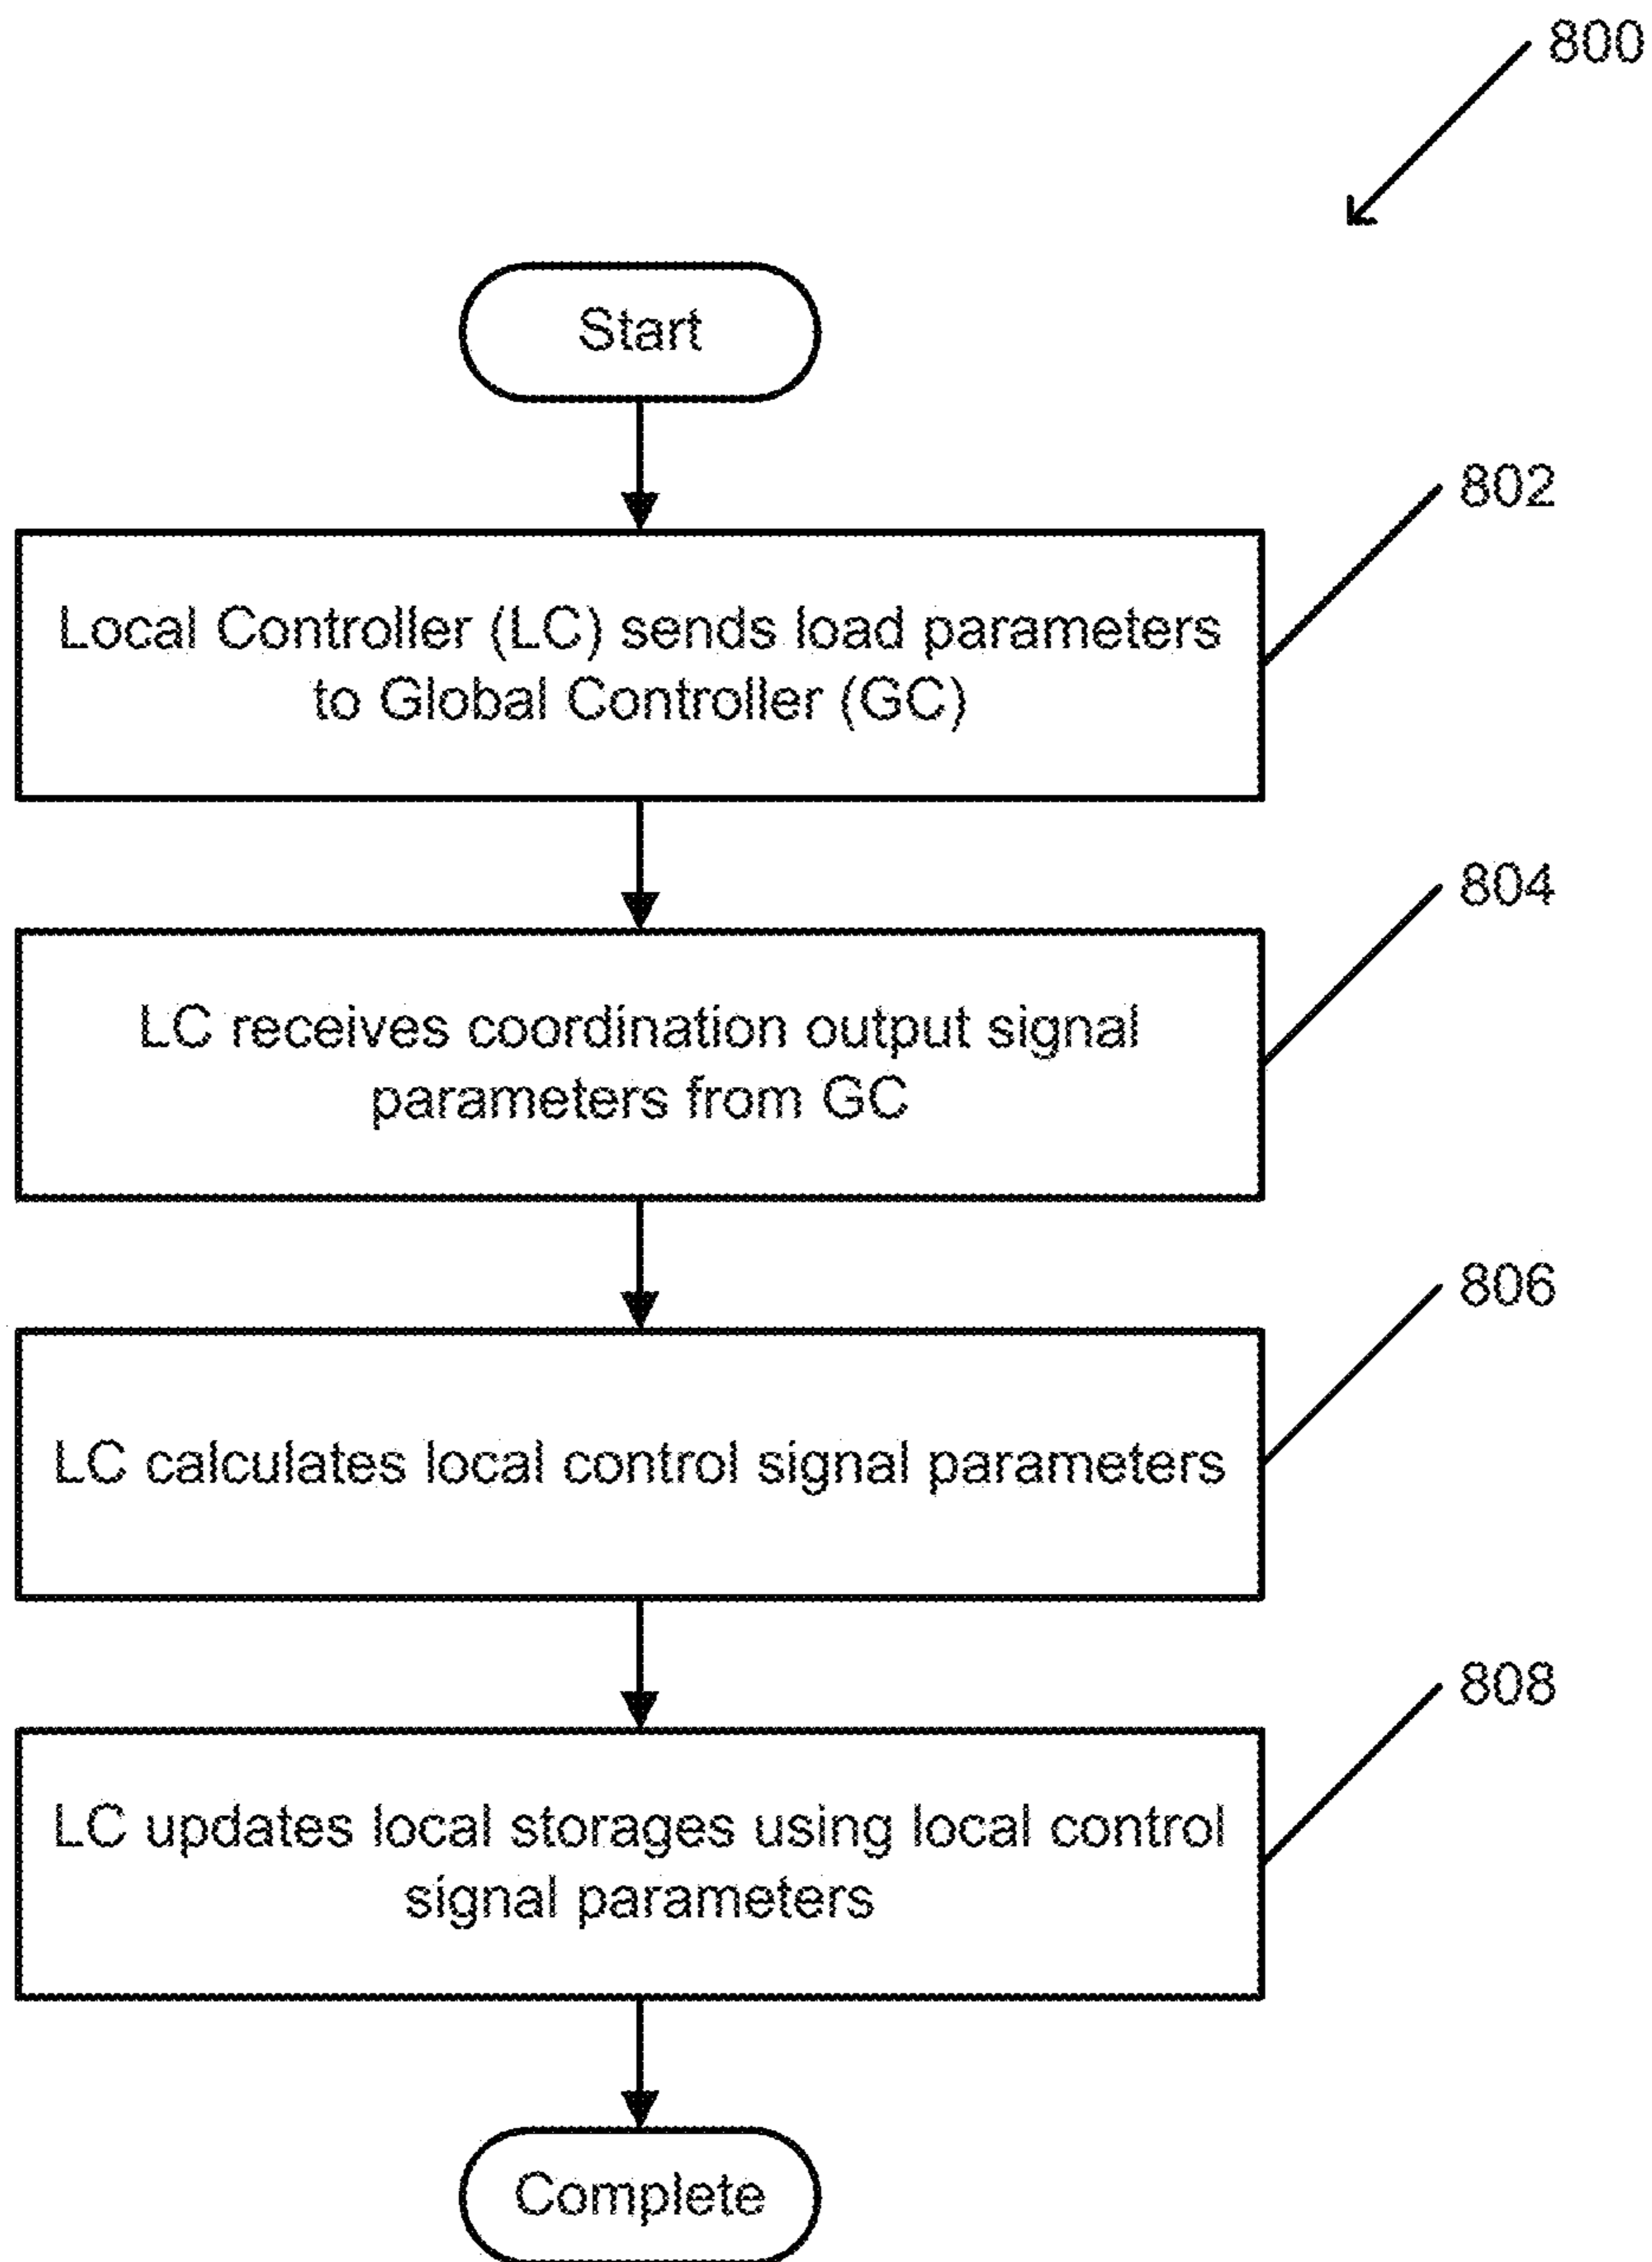 800
Start
802
Local Controller (LC) sends load parameters
to Global Controller (GC)
804
LC receives coordination output signal
parameters from GC
806
LC calculates local control signal parameters
808
LC updates local storages using local control
signal parameters
Complete